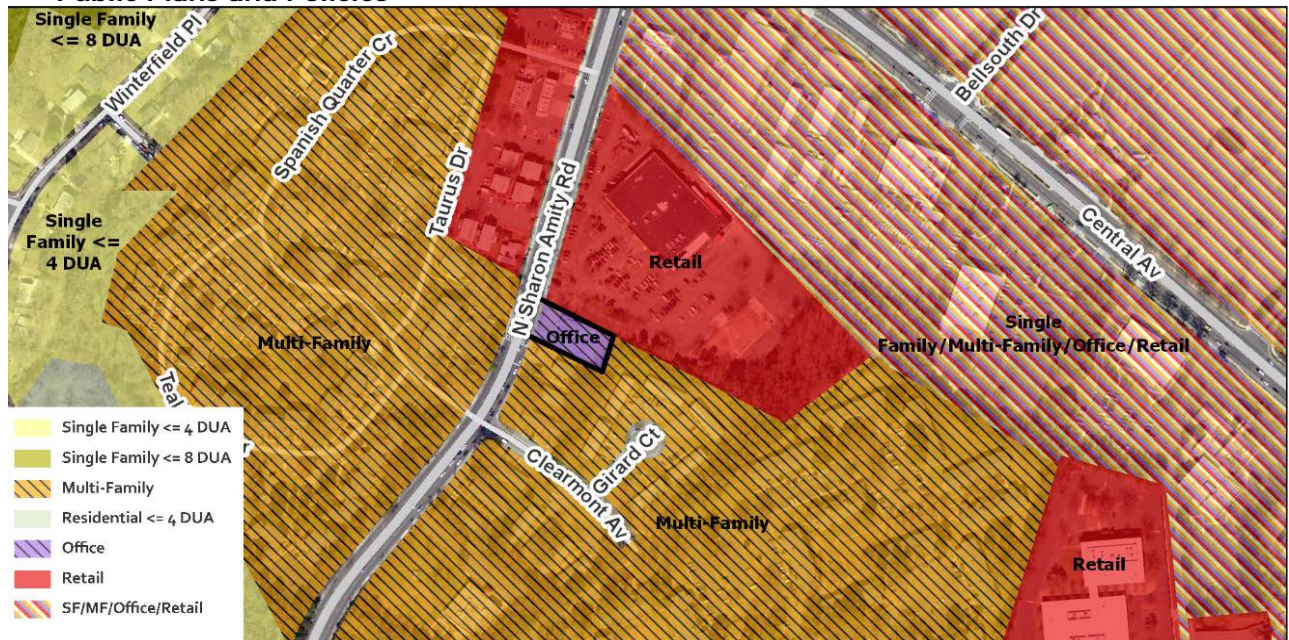 Public Plans and Policies
Single Family
<= 8 DUA
Winterfield Pl
Spanish Quarter Cr
Taurus Dr
N Sharon Amity Rd
Bellsouth Dr
Central Av
Single
Family <=
4 DUA
Retail
Office
Multi-Family
Single
Family/Multi-Family/Office/Retail
Teal
r
Clearmont Av
Girard Ct
Multi-Family
Retail
Single Family <= 4 DUA
Single Family <= 8 DUA
Multi-Family
Residential <= 4 DUA
Office
Retail
SF/MF/Office/Retail